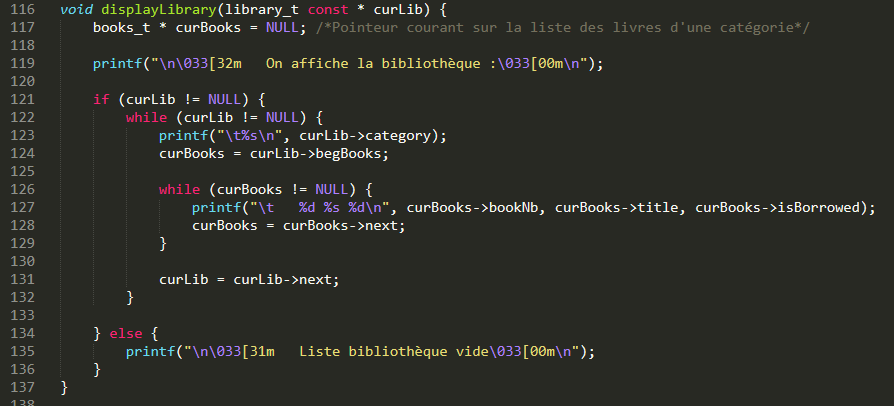 116 void displayLibrary(library_t const * curLib) {
117     books_t * curBooks = NULL; /*Pointeur courant sur la liste des livres d'une catégorie*/
118
119     printf("\n\033[32m   On affiche la bibliothèque :\033[00m\n");
120
121     if (curLib != NULL) {
122         while (curLib != NULL) {
123             printf("\t%s\n", curLib->category);
124             curBooks = curLib->begBooks;
125
126             while (curBooks != NULL) {
127                 printf("\t   %d %s %d\n", curBooks->bookNb, curBooks->title, curBooks->isBorrowed);
128                 curBooks = curBooks->next;
129             }
130
131             curLib = curLib->next;
132         }
133
134     } else {
135         printf("\n\033[31m   Liste bibliothèque vide\033[00m\n");
136     }
137 }
138